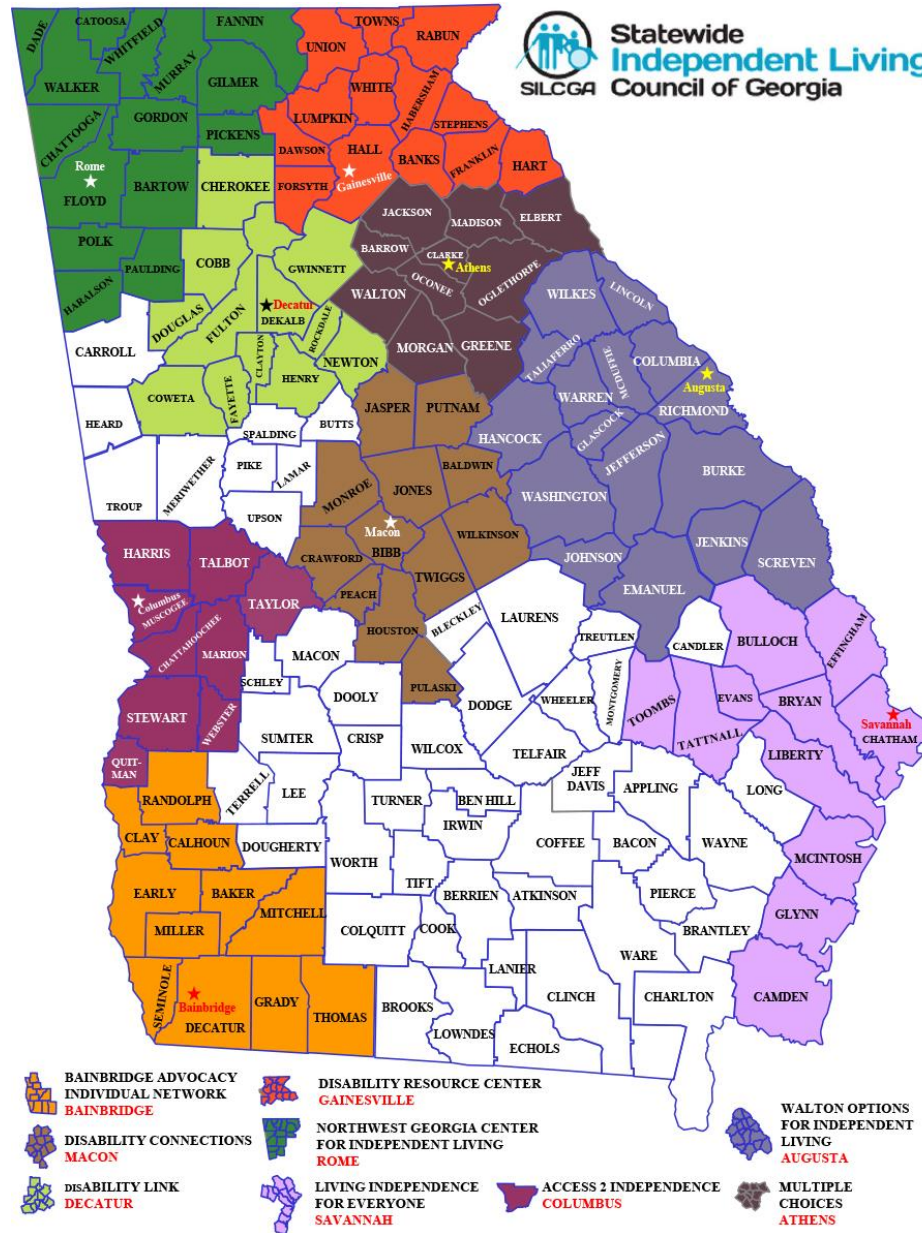 Statewide
Independent Living
Council of Georgia
SILCGA
DADE
CATOOSA
WHITFIELD
MURRAY
FANNIN
UNION
TOWNS
RABUN
WALKER
GILMER
WHITE
HABERSHAM
STEPHENS
CHATTOOGA
GORDON
PICKENS
LUMPKIN
DAWSON
HALL
BANKS
FRANKLIN
HART
Rome
FLOYD
BARTOW
CHEROKEE
FORSYTH
Gainesville
JACKSON
MADISON
ELBERT
POLK
PAULDING
COBB
GWINNETT
BARROW
CLARKE
Athens
OCONEE
OGLETHORPE
HARALSON
DOUGLAS
FULTON
Decatur
DEKALB
ROCKDALE
WALTON
WILKES
LINCOLN
CARROLL
CLAYTON
NEWTON
MORGAN
GREENE
TALIAFERRO
MCDUFFIE
COLUMBIA
Augusta
COWETA
FAYETTE
HENRY
JASPER
PUTNAM
WARREN
RICHMOND
HEARD
SPALDING
BUTTS
HANCOCK
GLASCOCK
JEFFERSON
BURKE
TROUP
MERIWETHER
PIKE
LAMAR
MONROE
JONES
BALDWIN
WASHINGTON
UPSON
Macon
BIBB
WILKINSON
JENKINS
SCREVEN
HARRIS
TALBOT
CRAWFORD
TWIGGS
JOHNSON
EMANUEL
Columbus
MUSCOGEE
TAYLOR
PEACH
HOUSTON
BLECKLEY
LAURENS
TREUTLEN
CANDLER
BULLOCH
EFFINGHAM
CHATTAHOOCHEE
MARION
MACON
SCHLEY
PULASKI
DOOLY
DODGE
WHEELER
MONTGOMERY
TOOMBS
EVANS
BRYAN
Savannah
CHATHAM
STEWART
WEBSTER
SUMTER
CRISP
WILCOX
TELFAIR
TATTNALL
LIBERTY
QUIT-
MAN
TERRELL
LEE
TURNER
BEN HILL
JEFF
DAVIS
APPLING
LONG
RANDOLPH
CLAY
CALHOUN
DOUGHERTY
WORTH
IRWIN
COFFEE
BACON
WAYNE
MCINTOSH
EARLY
BAKER
MITCHELL
TIFT
BERRIEN
ATKINSON
PIERCE
MILLER
COLQUITT
COOK
BRANTLEY
GLYNN
SEMINOLE
Bainbridge
DECATUR
GRADY
THOMAS
BROOKS
LANIER
WARE
CLINCH
CHARLTON
CAMDEN
LOWNDES
ECHOLS
BAINBRIDGE ADVOCACY
INDIVIDUAL NETWORK
BAINBRIDGE
DISABILITY CONNECTIONS
MACON
DISABILITY LINK
DECATUR
DISABILITY RESOURCE CENTER
GAINESVILLE
NORTHWEST GEORGIA CENTER
FOR INDEPENDENT LIVING
ROME
LIVING INDEPENDENCE
FOR EVERYONE
SAVANNAH
ACCESS 2 INDEPENDENCE
COLUMBUS
WALTON OPTIONS
FOR INDEPENDENT
LIVING
AUGUSTA
MULTIPLE
CHOICES
ATHENS